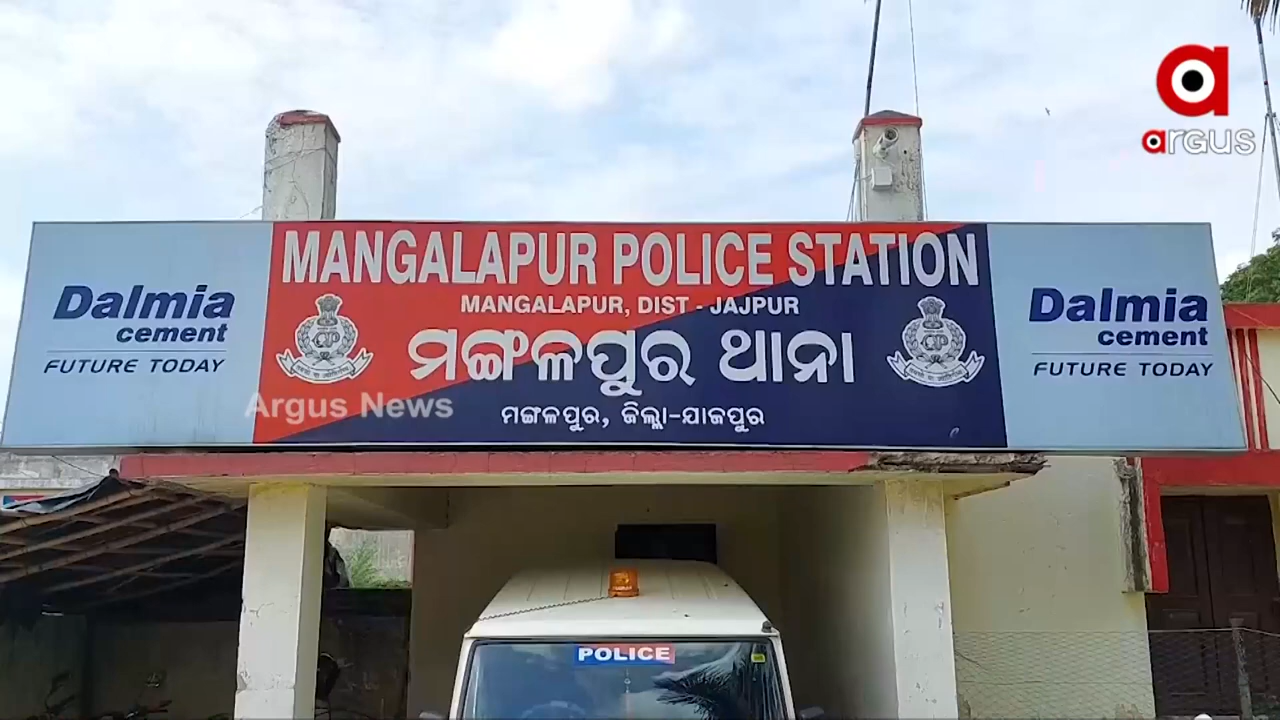 argus
MANGALAPUR POLICE STATION
MANGALAPUR, DIST - JAJPUR
Dalmia
cement
FUTURE TODAY
ମଙ୍ଗଳପୁର ଥାନା
ମଙ୍ଗଳପୁର, ଜିଲ୍ଲା-ଯାଜପୁର
Dalmia
cement
FUTURE TODAY
Argus News
POLICE